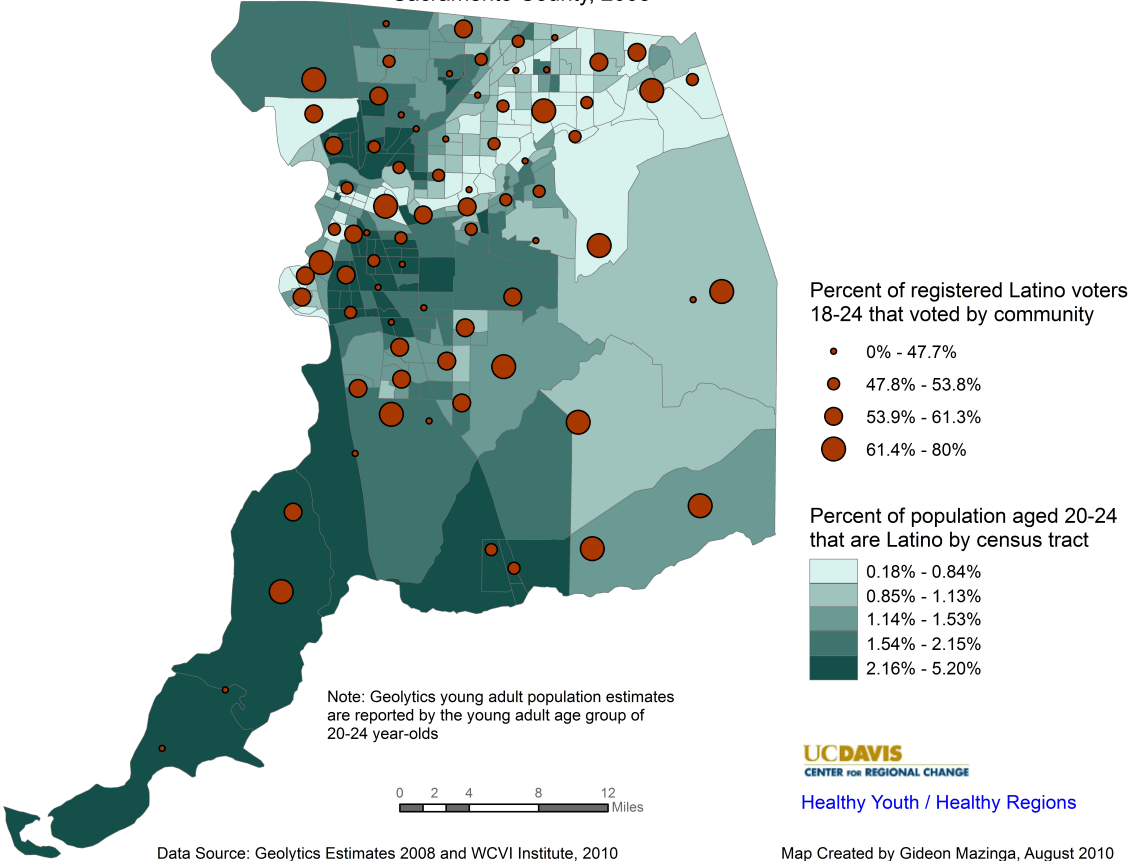 Sacramento County, 2008
Percent of registered Latino voters
18-24 that voted by community
0% - 47.7%
47.8% - 53.8%
53.9% - 61.3%
61.4% - 80%
Percent of population aged 20-24
that are Latino by census tract
0.18% - 0.84%
0.85% - 1.13%
1.14% - 1.53%
1.54% - 2.15%
2.16% - 5.20%
Note: Geolytics young adult population estimates
are reported by the young adult age group of
20-24 year-olds
UCDAVIS
CENTER FOR REGIONAL CHANGE
Healthy Youth / Healthy Regions
0 2 4 8 12
Miles
Data Source: Geolytics Estimates 2008 and WCVI Institute, 2010
Map Created by Gideon Mazinga, August 2010